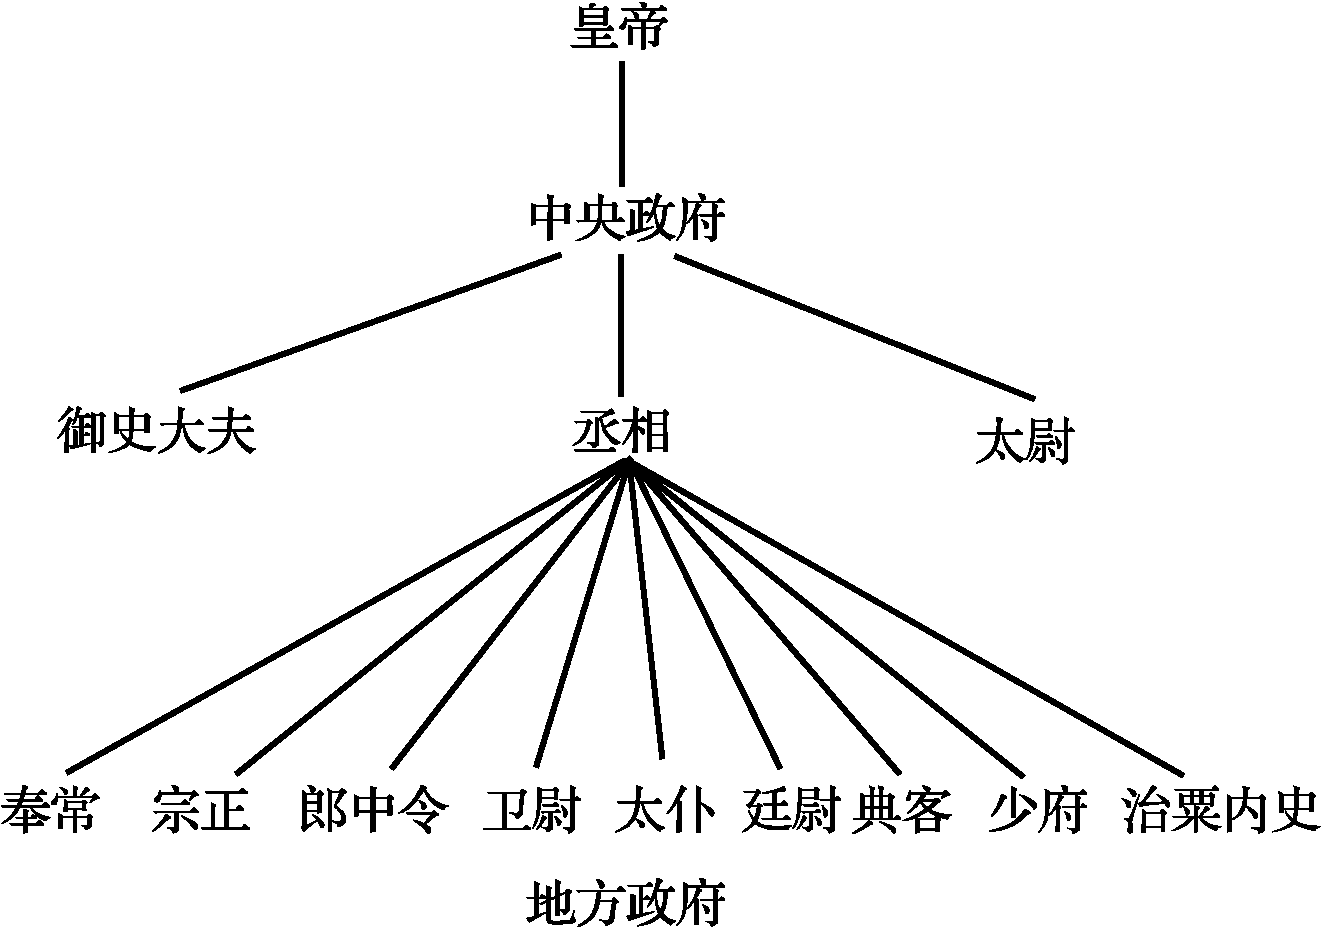 皇帝
中央政府
御史大夫 丞相 太尉
奉常 宗正 郎中令 卫尉 太仆 廷尉 典客 少府 治粟内史
地方政府